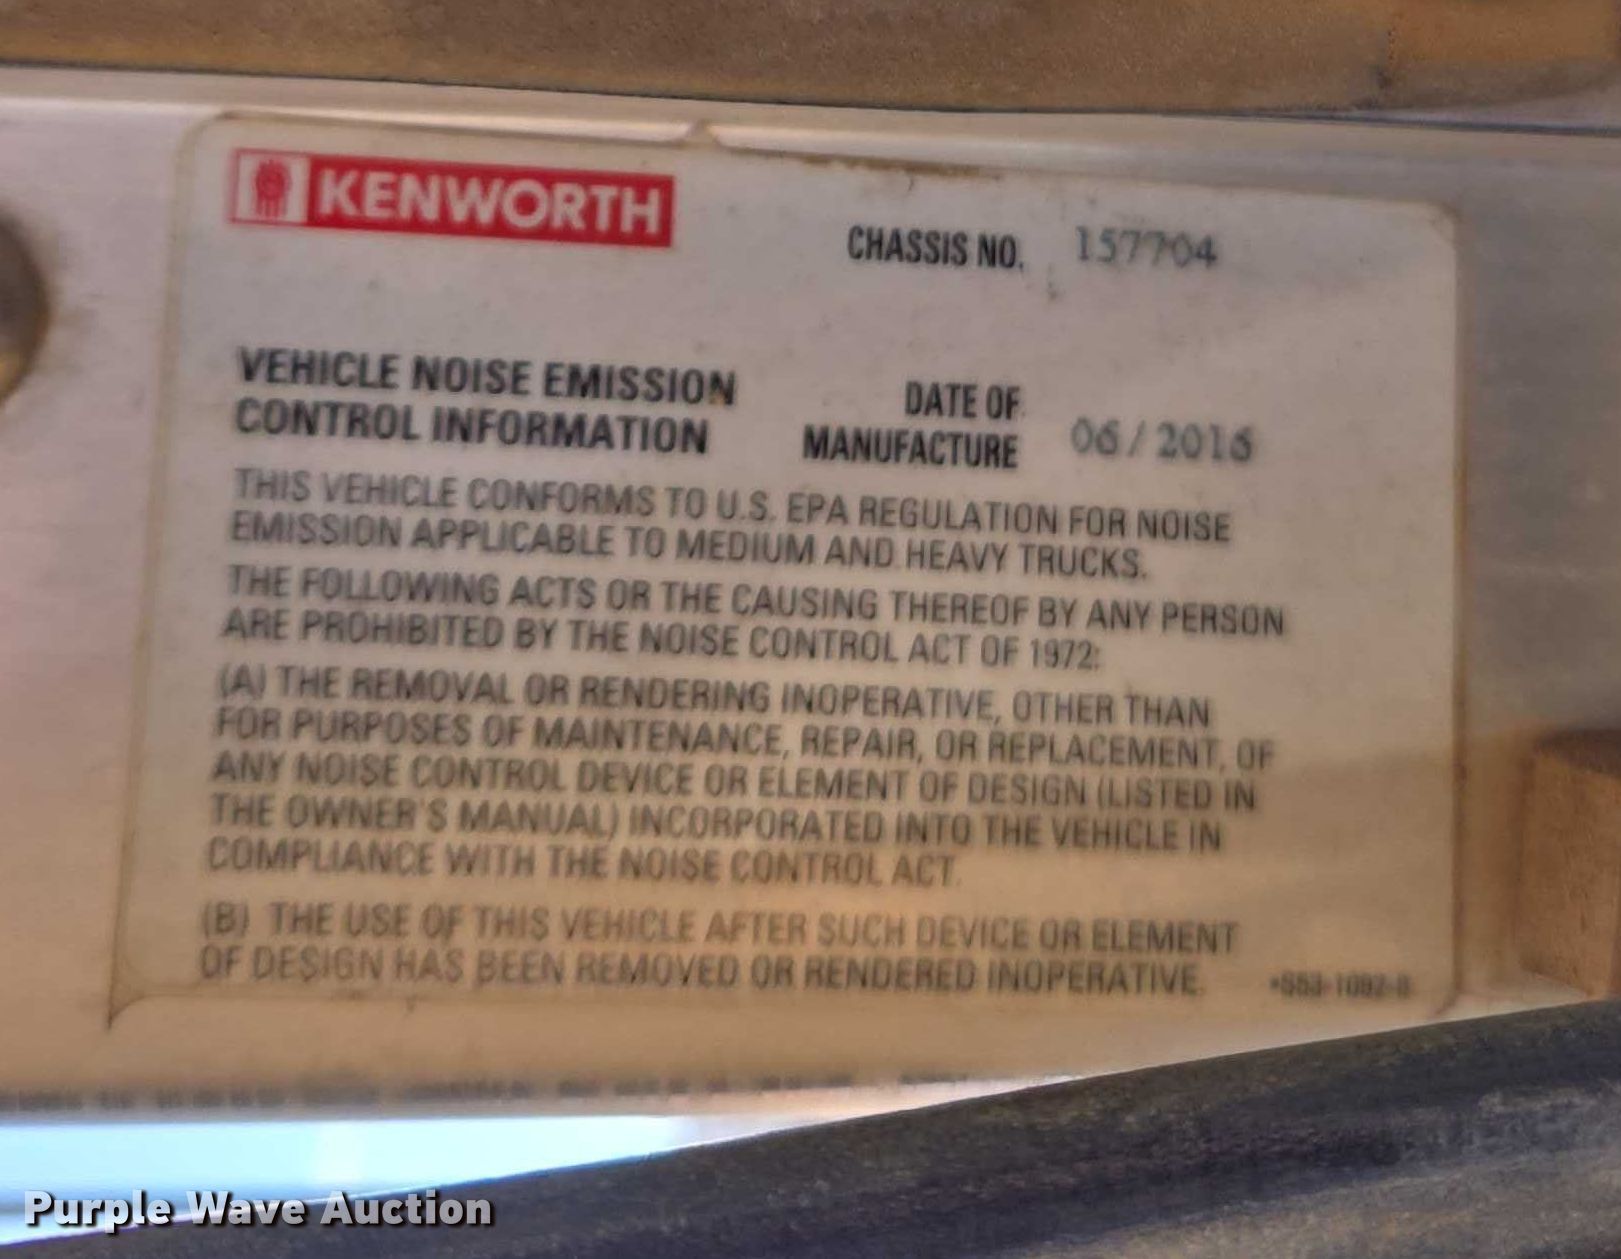 KENWORTH
CHASSIS NO. 157704
VEHICLE NOISE EMISSION
CONTROL INFORMATION
DATE OF
MANUFACTURE 06/2016
THIS VEHICLE CONFORMS TO U.S. EPA REGULATION FOR NOISE
EMISSION APPLICABLE TO MEDIUM AND HEAVY TRUCKS.
THE FOLLOWING ACTS OR THE CAUSING THEREOF BY ANY PERSON
ARE PROHIBITED BY THE NOISE CONTROL ACT OF 1972:
(A) THE REMOVAL OR RENDERING INOPERATIVE, OTHER THAN
FOR PURPOSES OF MAINTENANCE, REPAIR, OR REPLACEMENT, OF
ANY NOISE CONTROL DEVICE OR ELEMENT OF DESIGN (LISTED IN
THE OWNER'S MANUAL) INCORPORATED INTO THE VEHICLE IN
COMPLIANCE WITH THE NOISE CONTROL ACT.
(B) THE USE OF THIS VEHICLE AFTER SUCH DEVICE OR ELEMENT
OF DESIGN HAS BEEN REMOVED OR RENDERED INOPERATIVE.
Purple Wave Auction